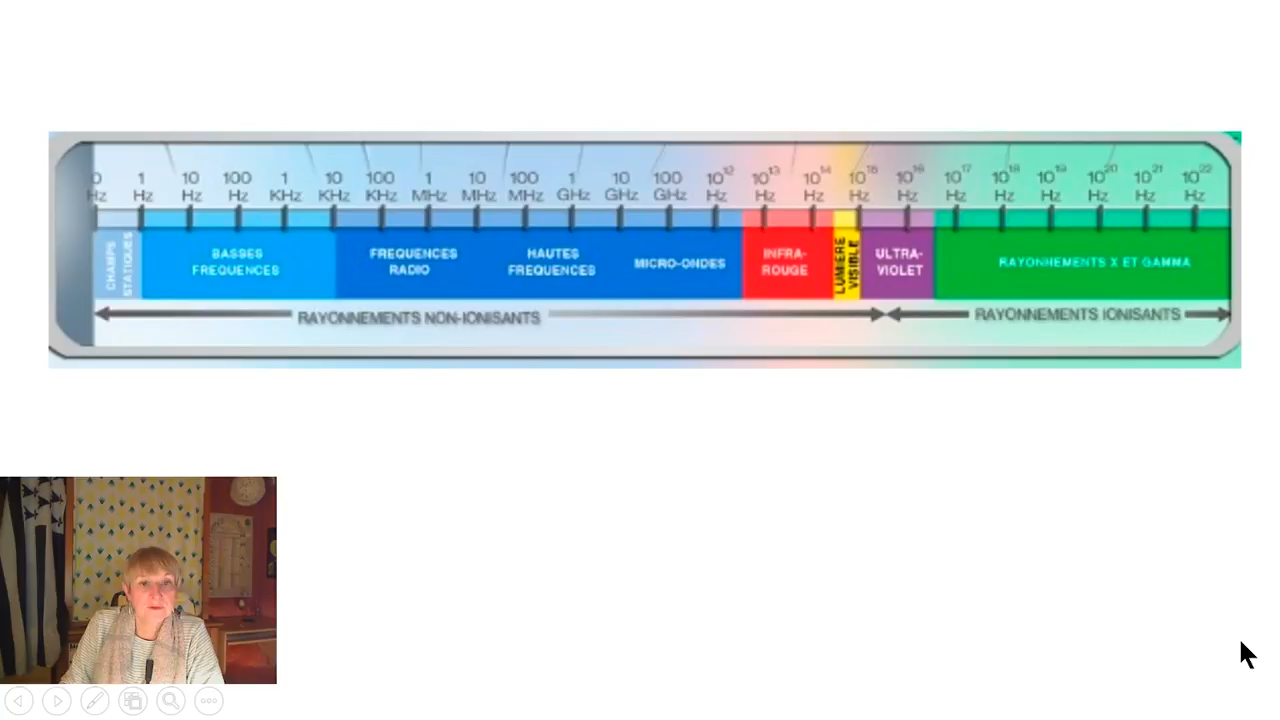 0 1 10 100 1 10 100 1 10 100 1 10 100 10¹² 10¹³ 10¹⁴ 10¹⁵ 10¹⁶ 10¹⁷ 10¹⁸ 10¹⁹ 10²⁰ 10²¹ 10²²
Hz Hz Hz Hz KHz KHz KHz MHz MHz MHz GHz GHz GHz Hz Hz Hz Hz Hz Hz Hz Hz Hz Hz Hz
CHAMPS
STATIQUES
BASSES
FREQUENCES
FREQUENCES
RADIO
HAUTES
FREQUENCES
MICRO-ONDES
INFRA-
ROUGE
LUMIERE
VISIBLE
ULTRA-
VIOLET
RAYONNEMENTS X ET GAMMA
RAYONNEMENTS NON-IONISANTS
RAYONNEMENTS IONISANTS